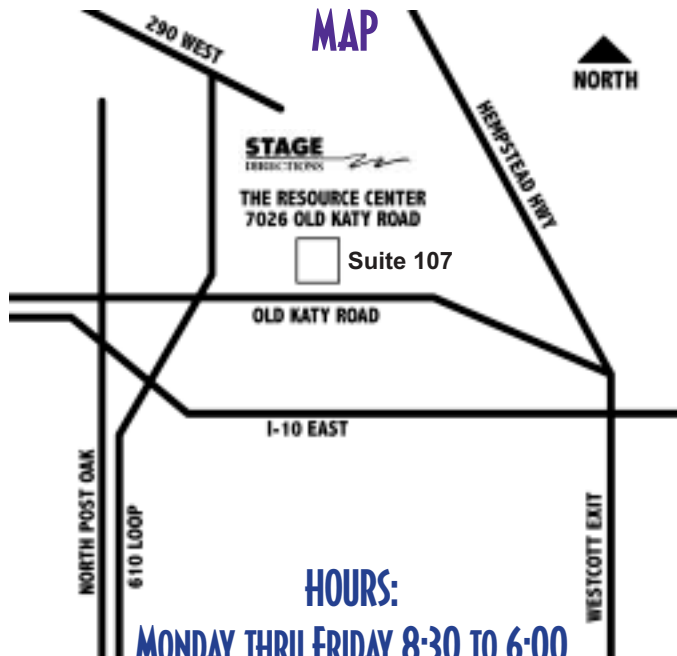 MAP
290 WEST
NORTH
HEMPSTEAD HWY
STAGE
DIRECTIONS
THE RESOURCE CENTER
7026 OLD KATY ROAD
Suite 107
OLD KATY ROAD
I-10 EAST
NORTH POST OAK
610 LOOP
WESTCOTT EXIT
HOURS:
MONDAY THRU FRIDAY 8:30 TO 6:00